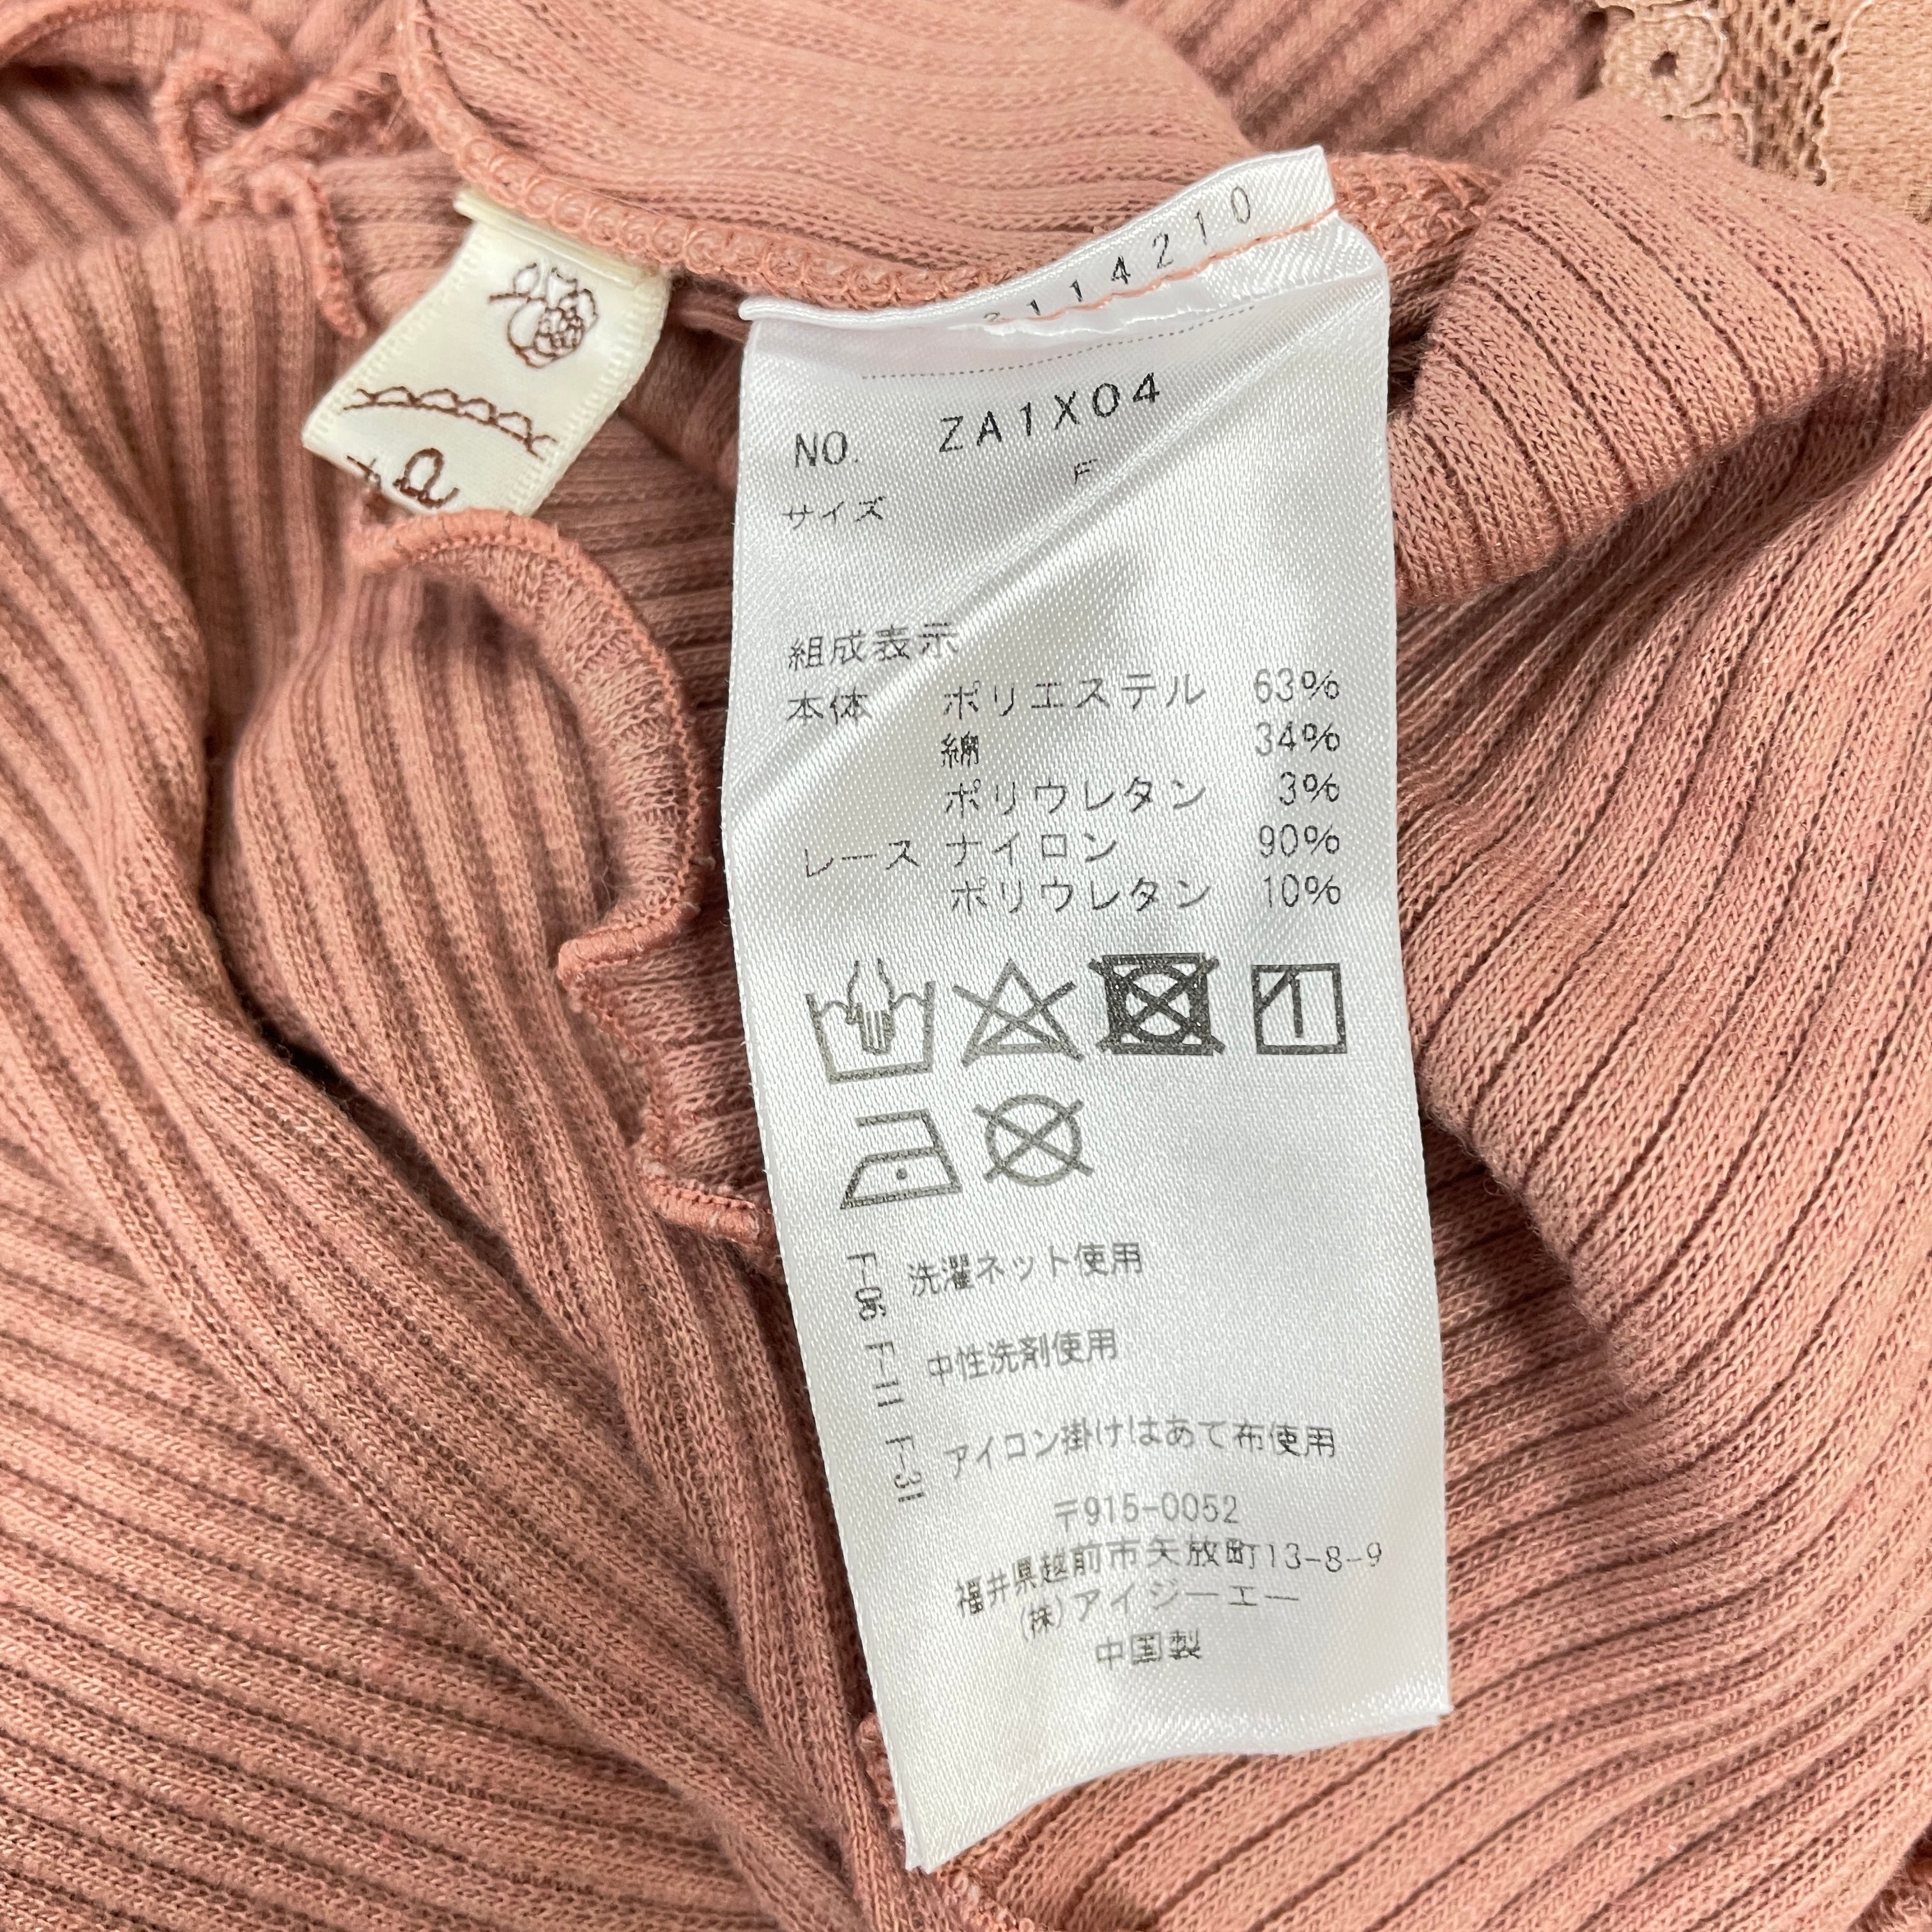 1114210
NO. ZA1X04
サイズ F
組成表示
本体 ポリエステル 63%
綿 34%
ポリウレタン 3%
レース ナイロン 90%
ポリウレタン 10%
F-06 洗濯ネット使用
F-11 中性洗剤使用
F-31 アイロン掛けはあて布使用
〒915-0052
福井県越前市矢放町13-8-9
(株)アイジーエー
中国製